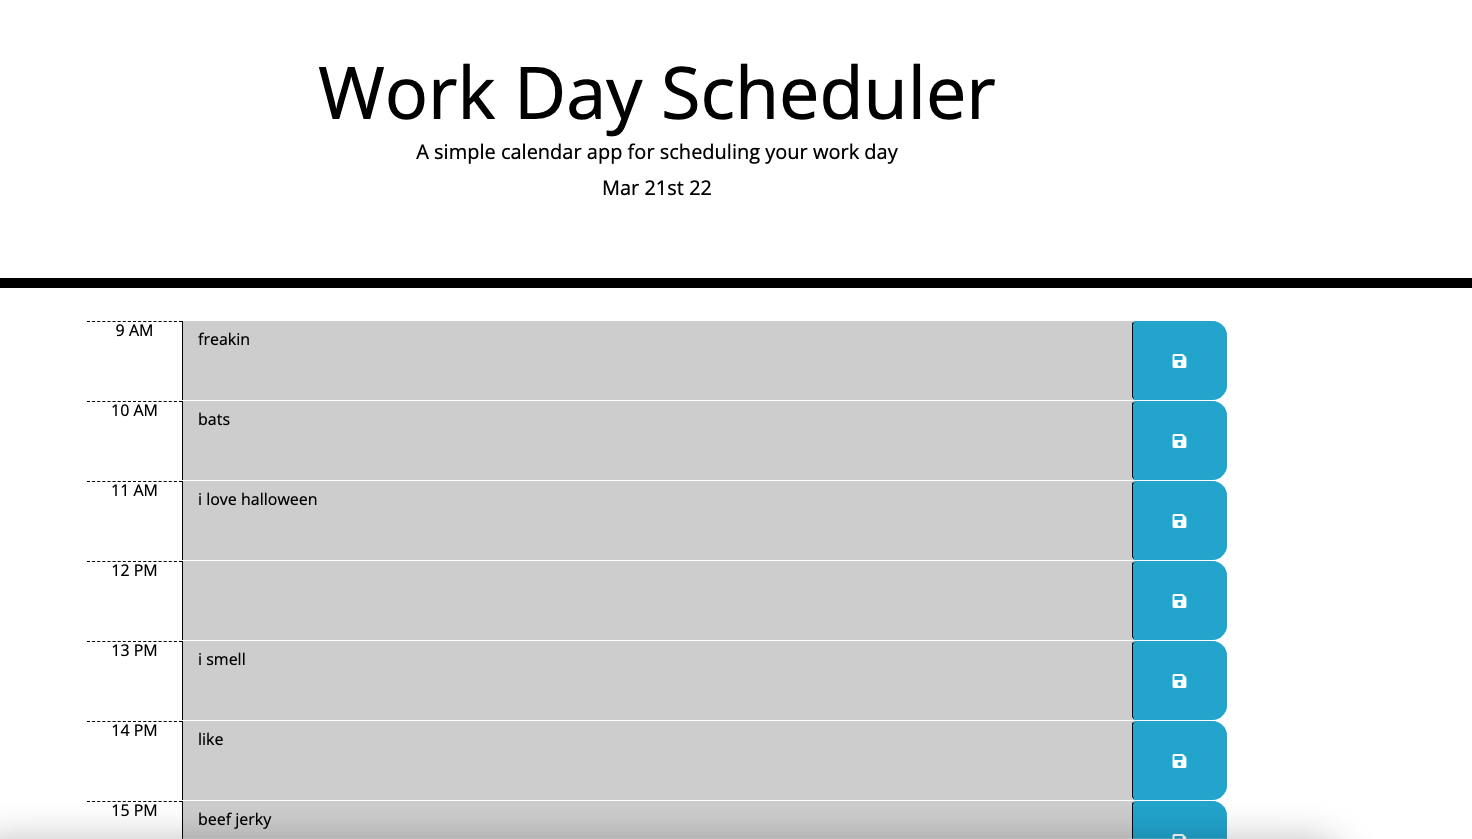 Work Day Scheduler
A simple calendar app for scheduling your work day
Mar 21st 22
9 AM
freakin
10 AM
bats
11 AM
i love halloween
12 PM
13 PM
i smell
14 PM
like
15 PM
beef jerky